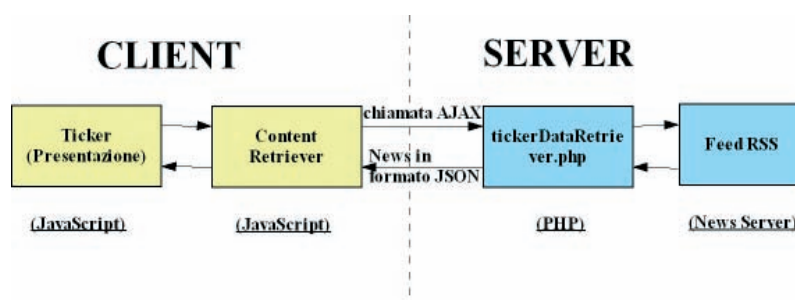 CLIENT
SERVER
Ticker
(Presentazione)
Content
Retriever
chiamata AJAX
News in
formato JSON
tickerDataRetrie
ver.php
Feed RSS
(JavaScript)
(JavaScript)
(PHP)
(News Server)